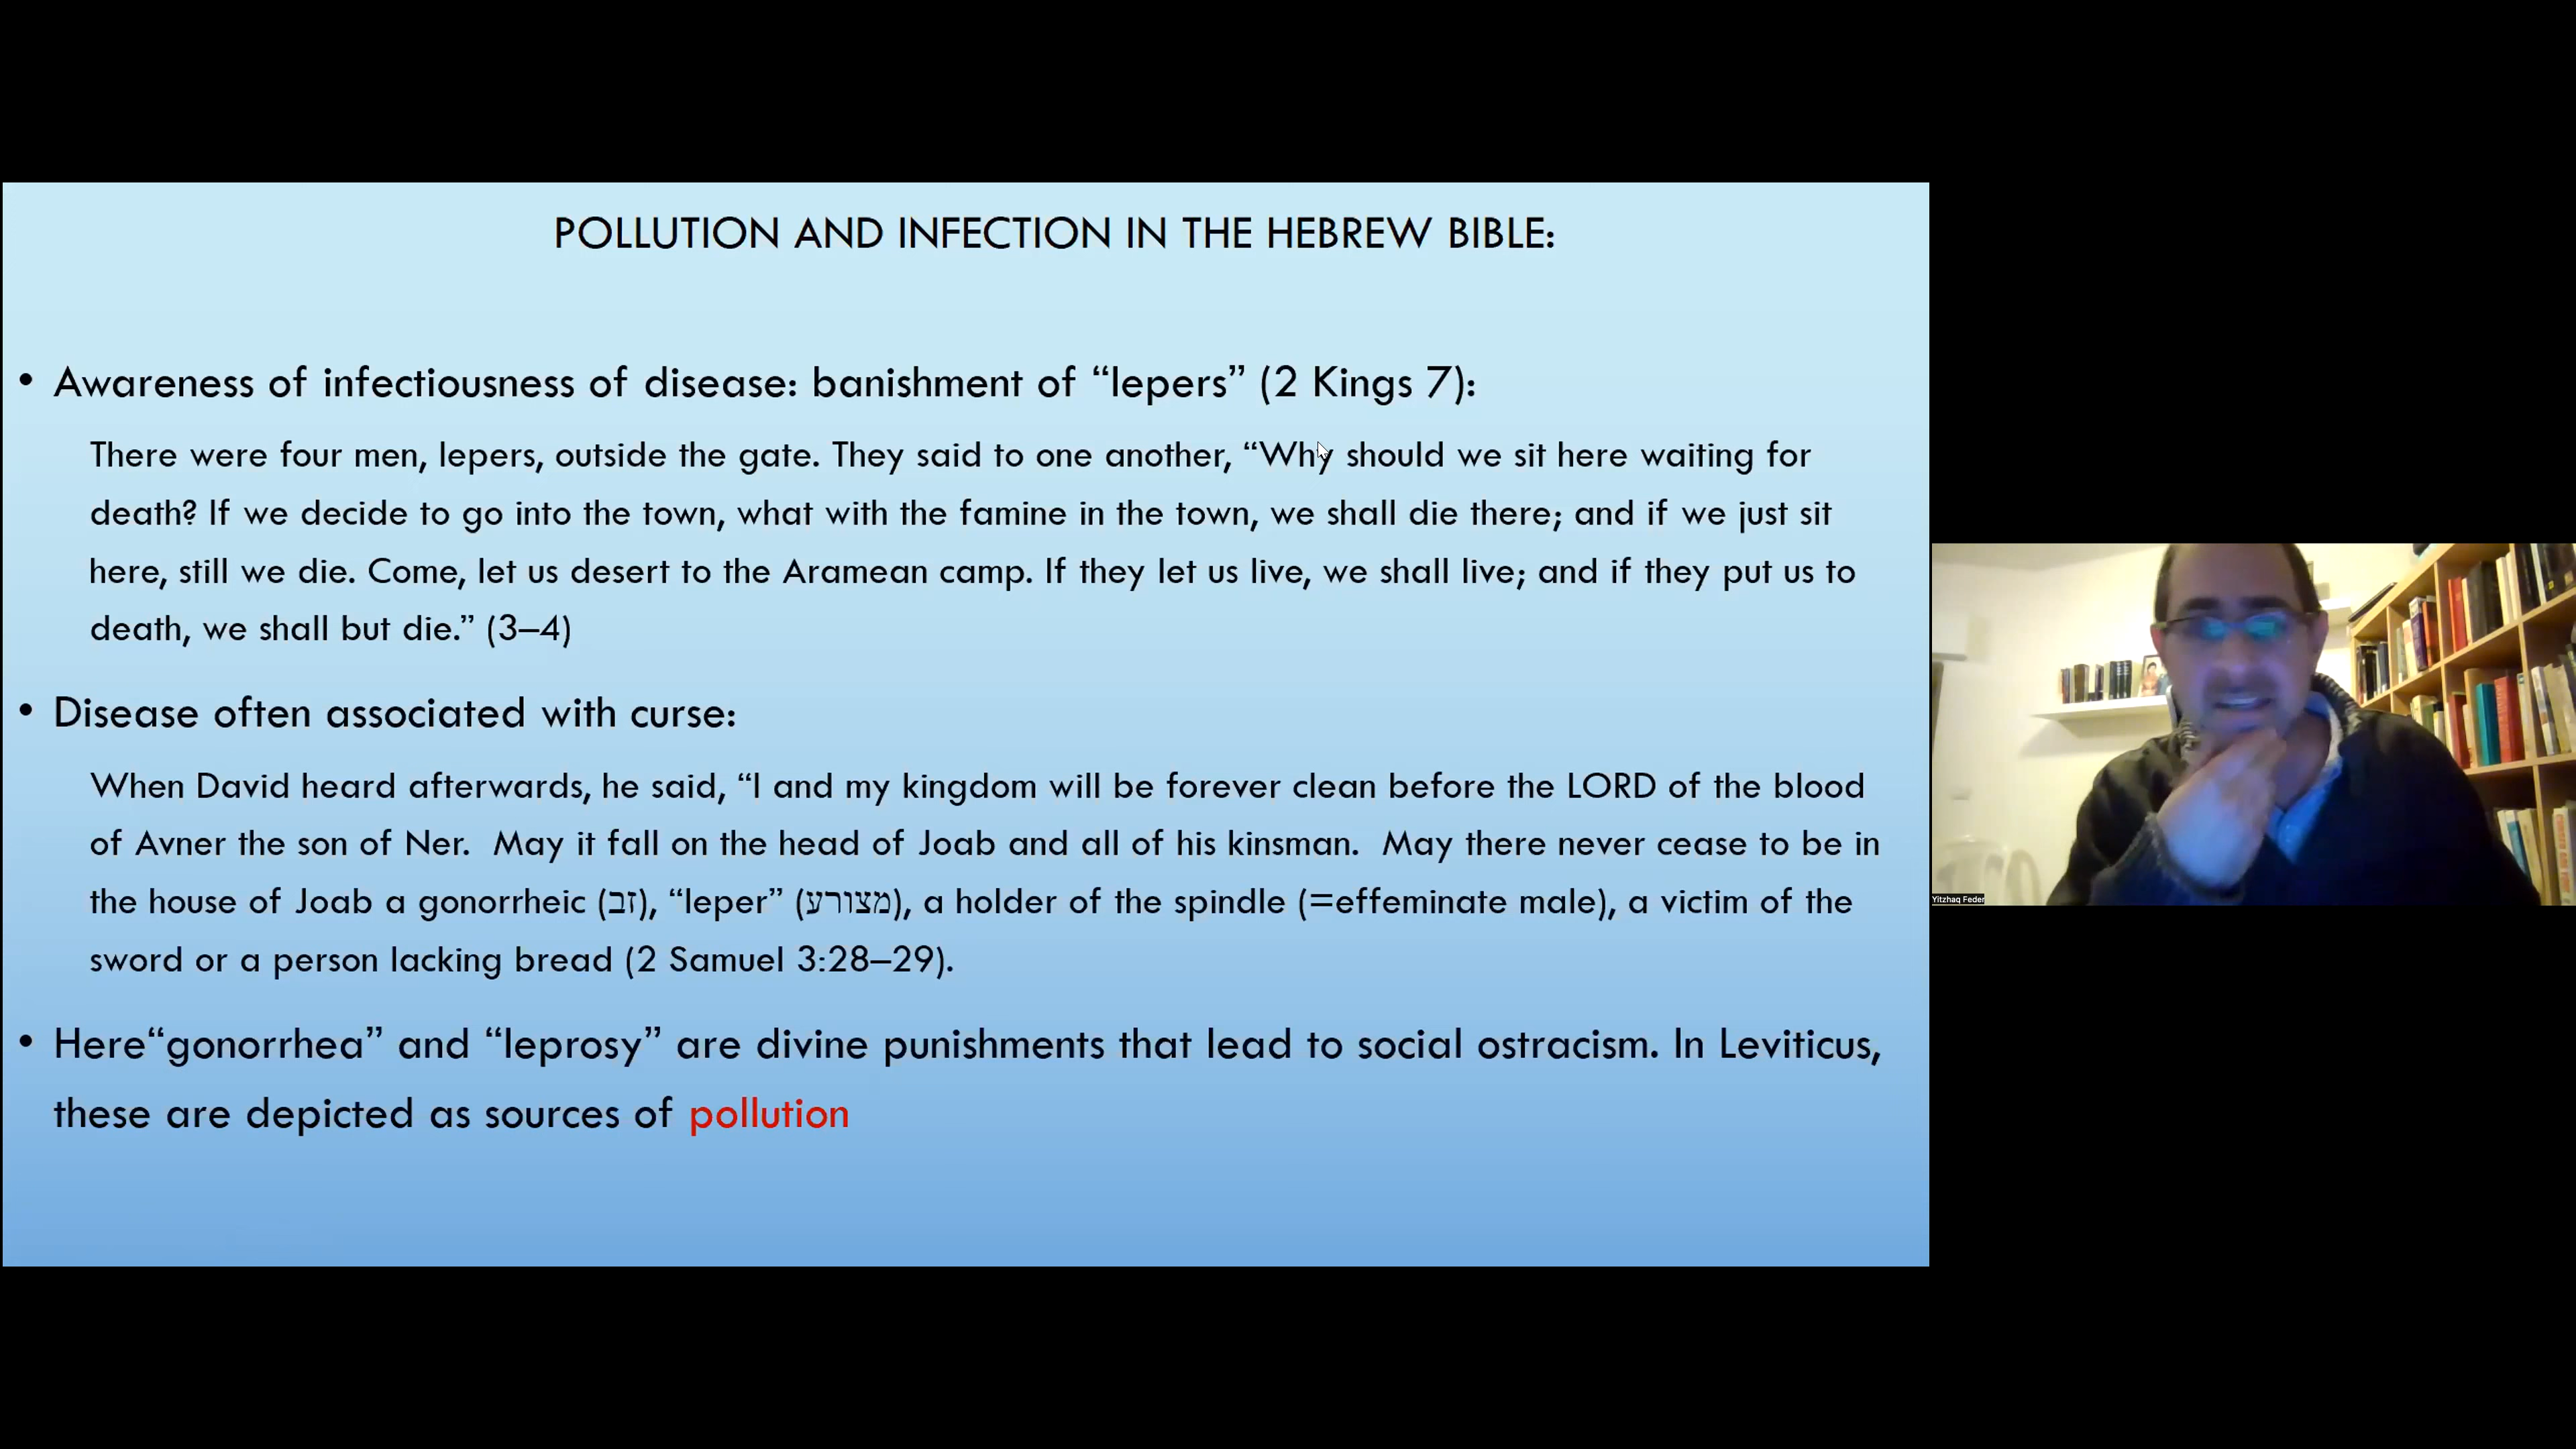 POLLUTION AND INFECTION IN THE HEBREW BIBLE:
• Awareness of infectiousness of disease: banishment of “lepers” (2 Kings 7):
There were four men, lepers, outside the gate. They said to one another, “Why should we sit here waiting for
death? If we decide to go into the town, what with the famine in the town, we shall die there; and if we just sit
here, still we die. Come, let us desert to the Aramean camp. If they let us live, we shall live; and if they put us to
death, we shall but die.” (3–4)
• Disease often associated with curse:
When David heard afterwards, he said, “I and my kingdom will be forever clean before the LORD of the blood
of Avner the son of Ner. May it fall on the head of Joab and all of his kinsman. May there never cease to be in
the house of Joab a gonorrheic (זב), “leper” (מצורע), a holder of the spindle (=effeminate male), a victim of the
sword or a person lacking bread (2 Samuel 3:28–29).
• Here“gonorrhea” and “leprosy” are divine punishments that lead to social ostracism. In Leviticus,
these are depicted as sources of pollution
Yitzhaq Feder